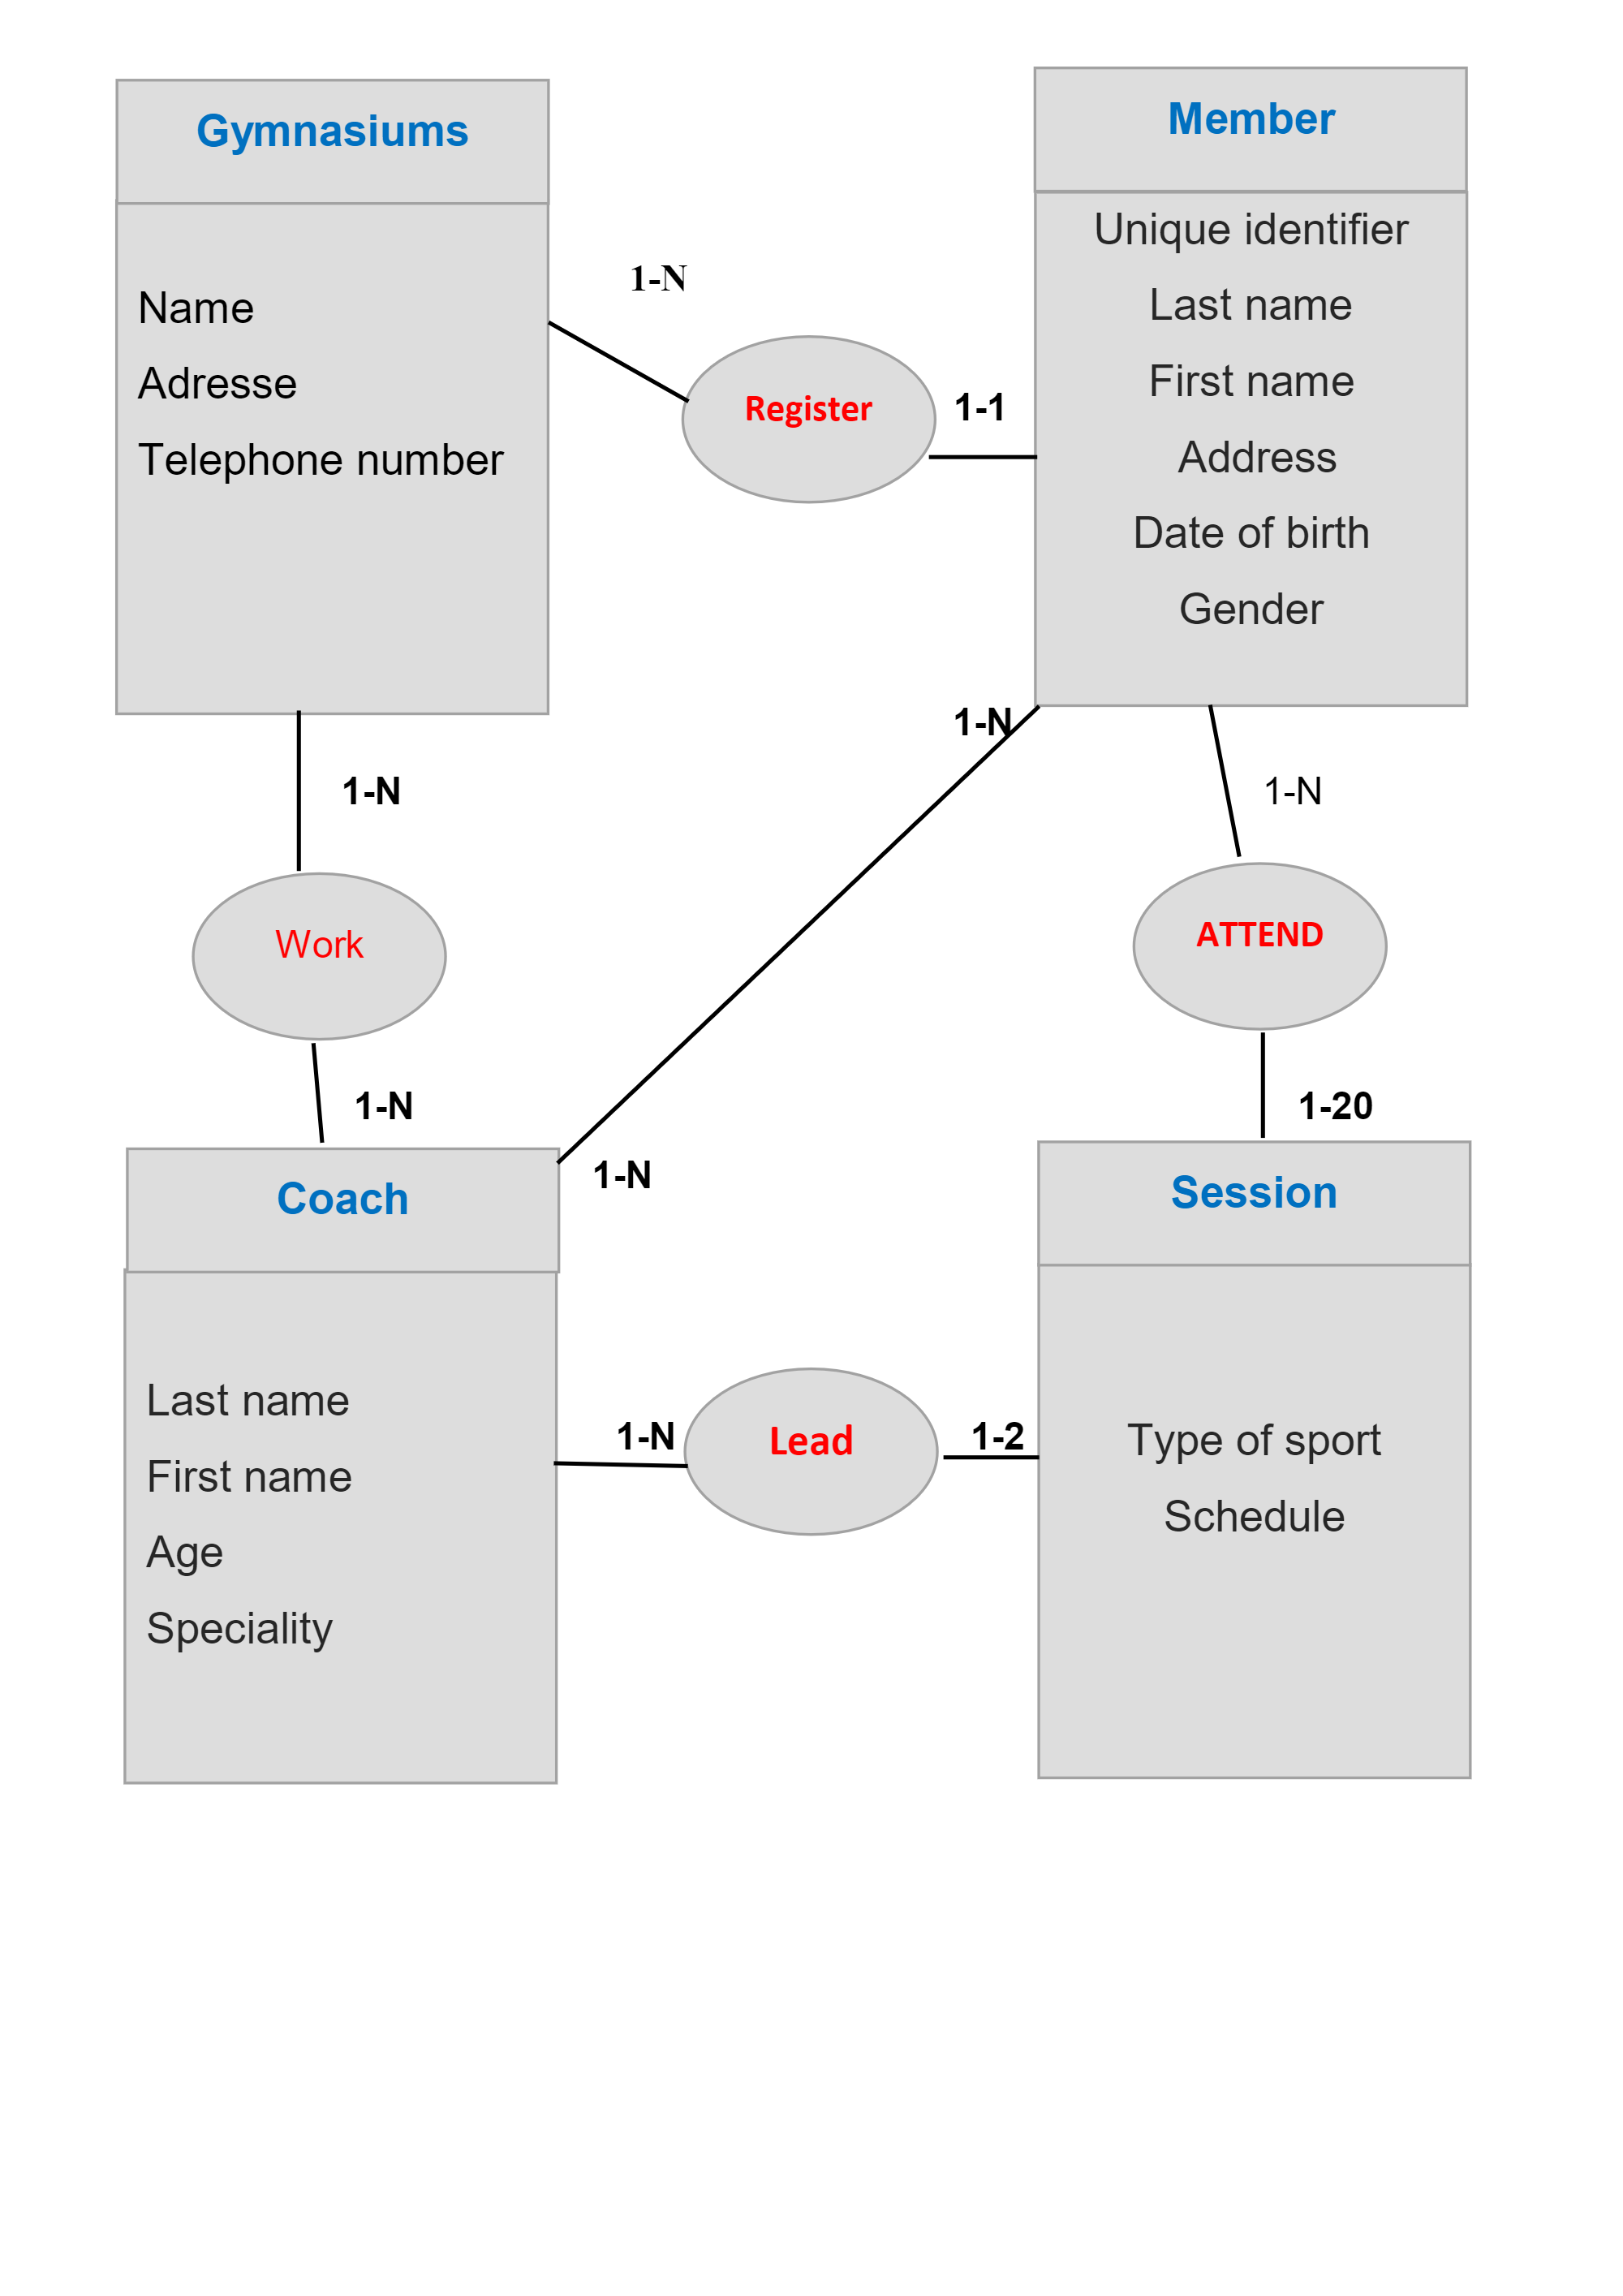 Gymnasiums
Name
Adresse
Telephone number
1-N
Register
1-1
Member
Unique identifier
Last name
First name
Address
Date of birth
Gender
1-N
1-N
1-N
Work
ATTEND
1-N
1-20
1-N
Coach
Last name
First name
Age
Speciality
1-N
Lead
1-2
Session
Type of sport
Schedule